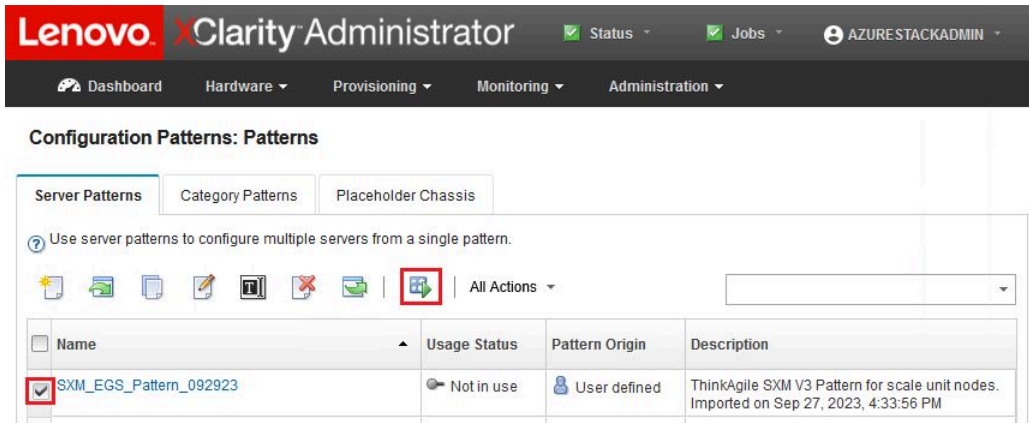 Lenovo. XClarity Administrator Status Jobs AZURESTACKADMIN
Dashboard Hardware Provisioning Monitoring Administration
Configuration Patterns: Patterns
Server Patterns Category Patterns Placeholder Chassis
? Use server patterns to configure multiple servers from a single pattern.
T All Actions
Name Usage Status Pattern Origin Description
SXM_EGS_Pattern_092923 Not in use User defined ThinkAgile SXM V3 Pattern for scale unit nodes.
Imported on Sep 27, 2023, 4:33:56 PM